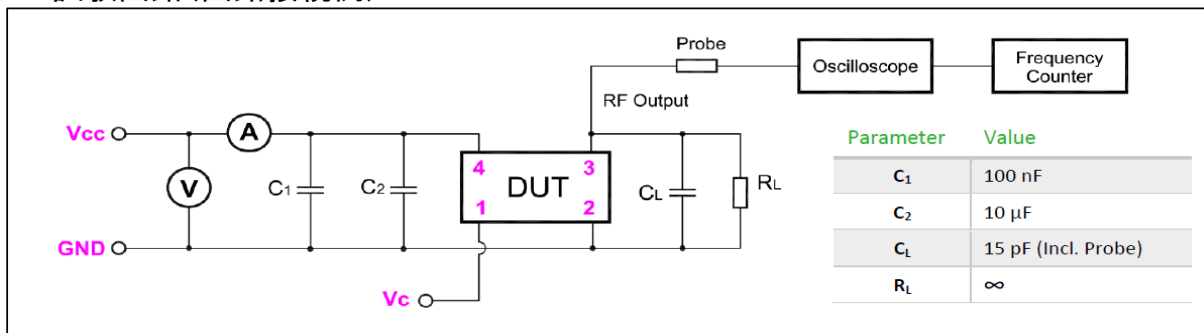 Probe
Oscilloscope
Frequency
Counter
RF Output
Vcc
A
V
C1
C2
4
3
DUT
1
2
CL
RL
GND
Vc
Parameter Value
C1 100 nF
C2 10 µF
CL 15 pF (Incl. Probe)
RL ∞